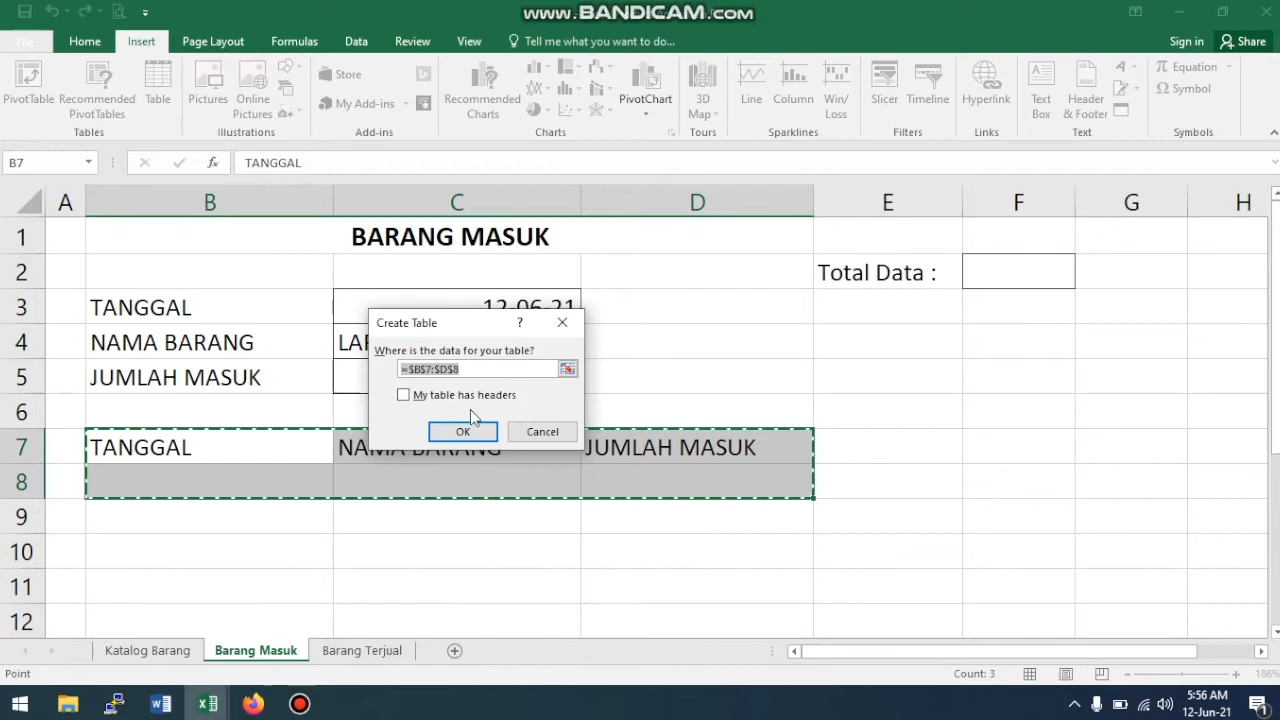 www.BANDICAM.com
File Home Insert Page Layout Formulas Data Review View Tell me what you want to do... Sign in Share
PivotTable Recommended PivotTables Table
Pictures Online Pictures
Store
My Add-ins
Recommended Charts
PivotChart
3D Map
Line Column Win/Loss
Slicer Timeline
Hyperlink
Text Box Header & Footer
Equation
Symbol
Tables Illustrations Add-ins Charts Tours Sparklines Filters Links Text Symbols
B7 fx TANGGAL
A B C D E F G H
1 BARANG MASUK
2 Total Data :
3 TANGGAL 12-06-21
4 NAMA BARANG
5 JUMLAH MASUK
6
Create Table ?
Where is the data for your table?
=$B$7:$D$8
My table has headers
OK Cancel
7 TANGGAL NAMA BARANG JUMLAH MASUK
8
9
10
11
12
Katalog Barang Barang Masuk Barang Terjual
Point Count: 3 186%
5:56 AM
12-Jun-21
1